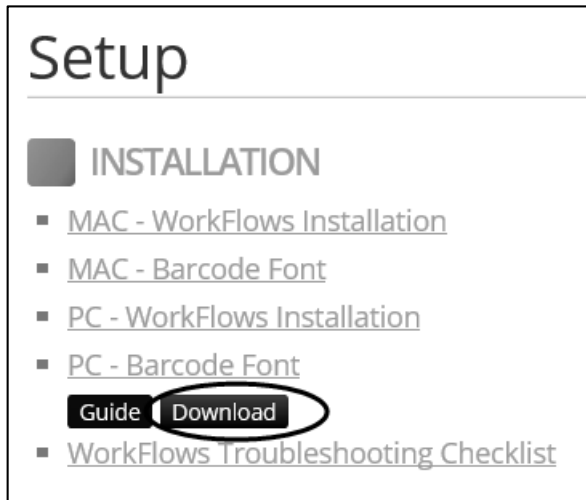 Setup
INSTALLATION
MAC - WorkFlows Installation
MAC - Barcode Font
PC - WorkFlows Installation
PC - Barcode Font
Guide Download
WorkFlows Troubleshooting Checklist